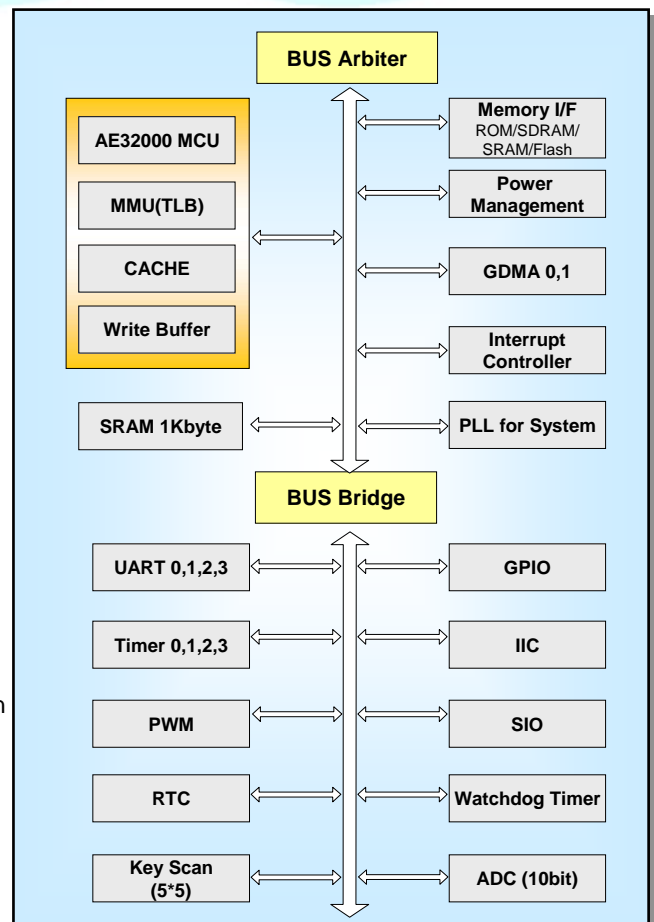 BUS Arbiter
AE32000 MCU
MMU(TLB)
CACHE
Write Buffer
SRAM 1Kbyte
Memory I/F
ROM/SDRAM/
SRAM/Flash
Power
Management
GDMA 0,1
Interrupt
Controller
PLL for System
BUS Bridge
UART 0,1,2,3
Timer 0,1,2,3
n
PWM
RTC
Key Scan
(5*5)
GPIO
IIC
SIO
Watchdog Timer
ADC (10bit)